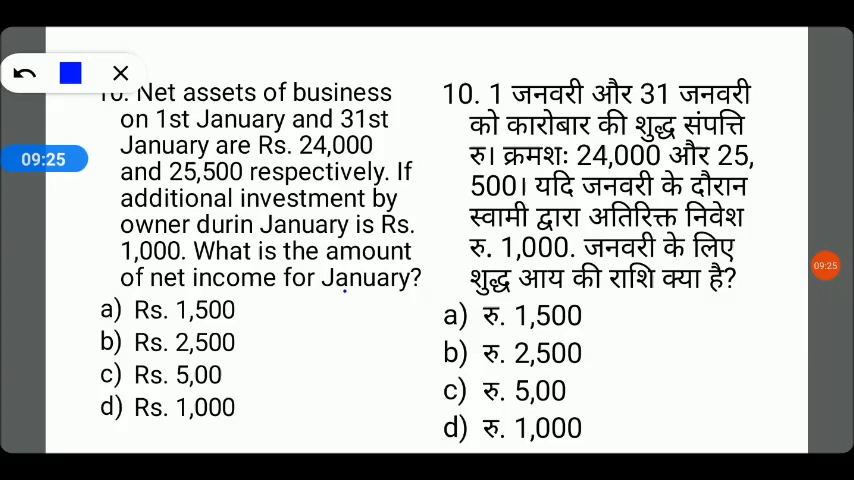 10. Net assets of business
on 1st January and 31st
January are Rs. 24,000
and 25,500 respectively. If
additional investment by
owner durin January is Rs.
1,000. What is the amount
of net income for January?
a) Rs. 1,500
b) Rs. 2,500
c) Rs. 5,00
d) Rs. 1,000
10. 1 जनवरी और 31 जनवरी
को कारोबार की शुद्ध संपत्ति
रु। क्रमशः 24,000 और 25,
500। यदि जनवरी के दौरान
स्वामी द्वारा अतिरिक्त निवेश
रु. 1,000. जनवरी के लिए
शुद्ध आय की राशि क्या है?
a) रु. 1,500
b) रु. 2,500
c) रु. 5,00
d) रु. 1,000
09:25
09:25